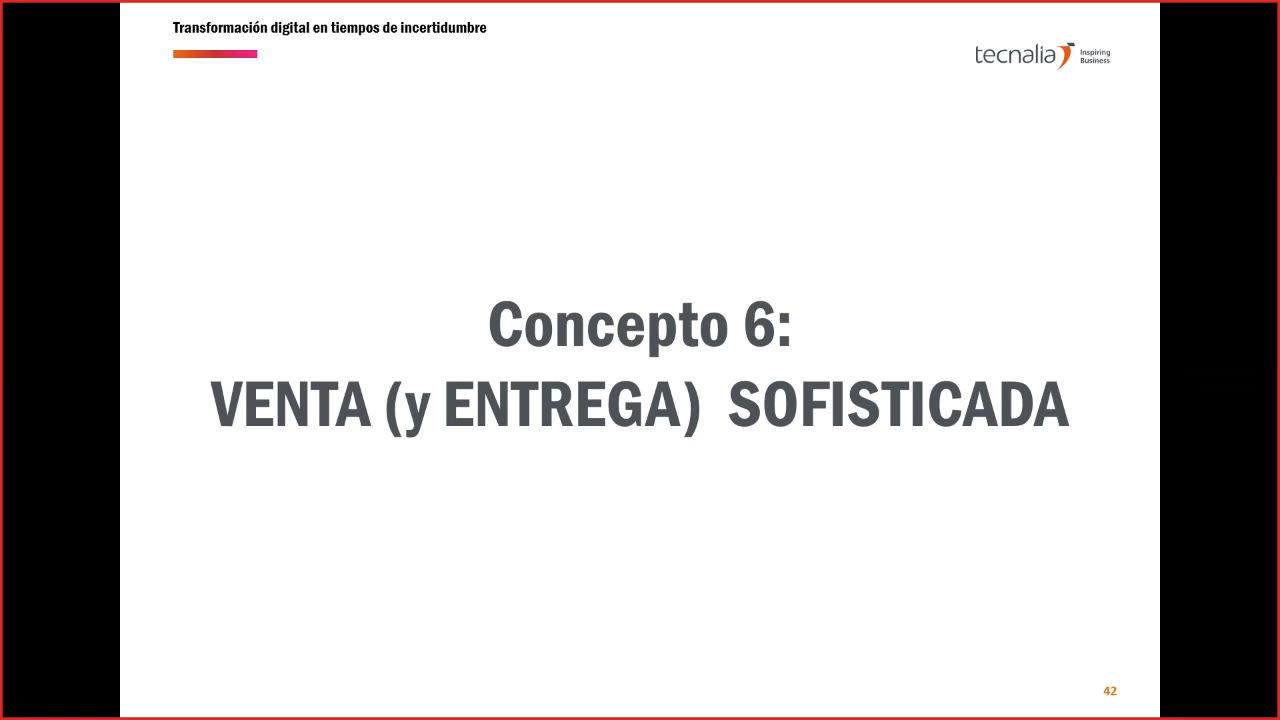 Transformación digital en tiempos de incertidumbre
tecnalia Inspiring
Business
Concepto 6:
VENTA (y ENTREGA) SOFISTICADA
42